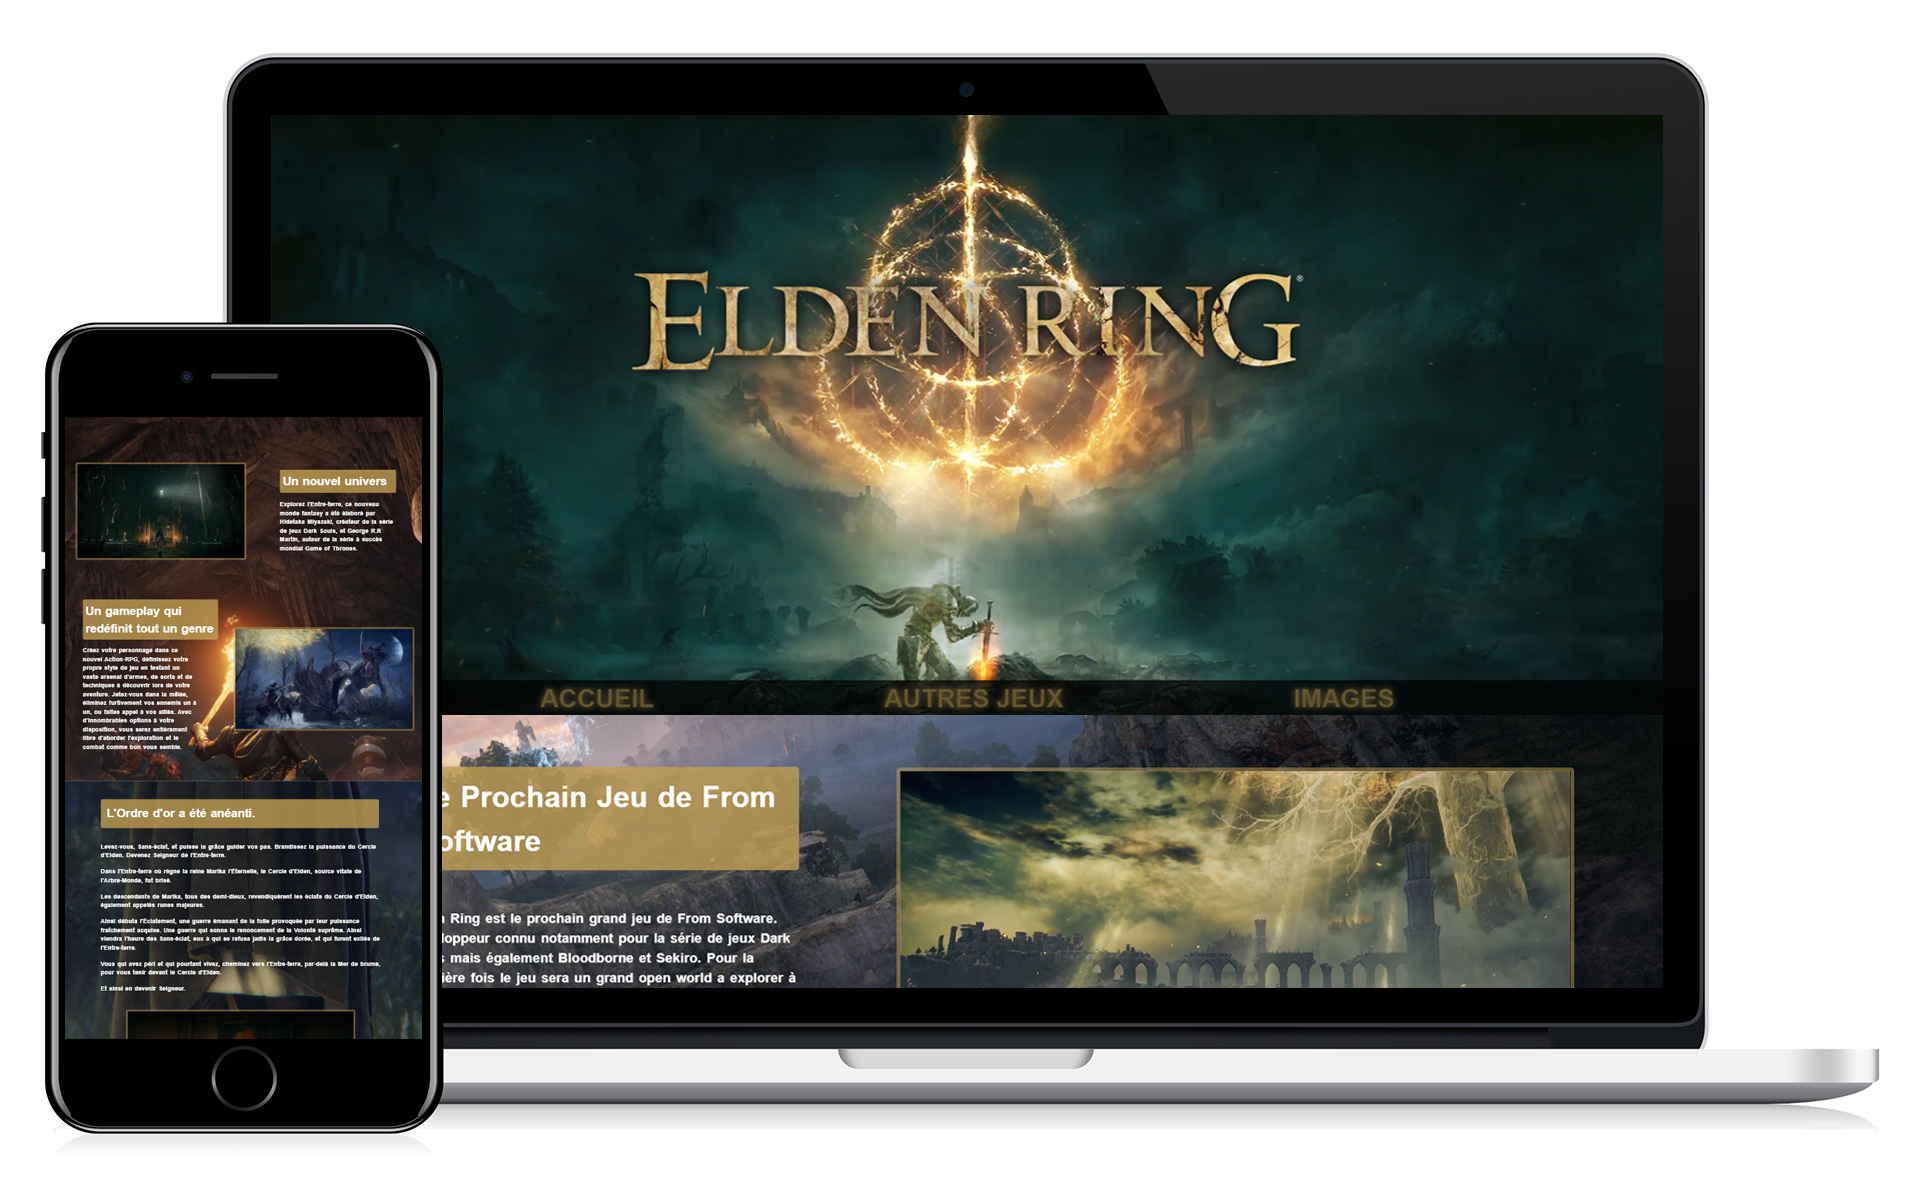 ELDEN RING®
ACCUEIL AUTRES JEUX IMAGES
e Prochain Jeu de From
oftware
n Ring est le prochain grand jeu de From Software.
loppeur connu notamment pour la série de jeux Dark
s mais également Bloodborne et Sekiro. Pour la
ière fois le jeu sera un grand open world a explorer à
Un nouvel univers
Explorez l'Entre-terre, ce nouveau
monde fantasy a été élaboré par
Hidetaka Miyazaki, créateur de la série
de jeux Dark Souls, et George R.R
Martin, auteur de la série à succès
mondial Game of Thrones.
Un gameplay qui
redéfinit tout un genre
Créez votre personnage dans ce
nouvel Action-RPG, définissez votre
propre style de jeu en testant un
vaste arsenal d'armes, de sorts et de
techniques à découvrir lors de votre
aventure. Jetez-vous dans la mêlée,
éliminez furtivement vos ennemis un à
un, ou faites appel à vos alliés. Avec
d'innombrables options à votre
disposition, vous serez entièrement
libre d'aborder l'exploration et le
combat comme bon vous semble.
L'Ordre d'or a été anéanti.
Levez-vous, Sans-éclat, et puisse la grâce guider vos pas. Brandissez la puissance du Cercle
d'Elden. Devenez Seigneur de l'Entre-terre.
Dans l'Entre-terre où règne la reine Marika l'Éternelle, le Cercle d'Elden, source vitale de
l'Arbre-Monde, fut brisé.
Les descendants de Marika, tous des demi-dieux, revendiquèrent les éclats du Cercle d'Elden,
également appelés runes majeures.
Ainsi débuta l'Éclatement, une guerre émanant de la folie provoquée par leur puissance
fraîchement acquise. Une guerre qui sonna le renoncement de la Volonté suprême. Ainsi
viendra l'heure des Sans-éclat, eux à qui se refusa jadis la grâce dorée, et qui furent exilés de
l'Entre-terre.
Vous qui avez péri et qui pourtant vivez, cheminez vers l'Entre-terre, par-delà la Mer de brume,
pour vous tenir devant le Cercle d'Elden.
Et ainsi en devenir Seigneur.